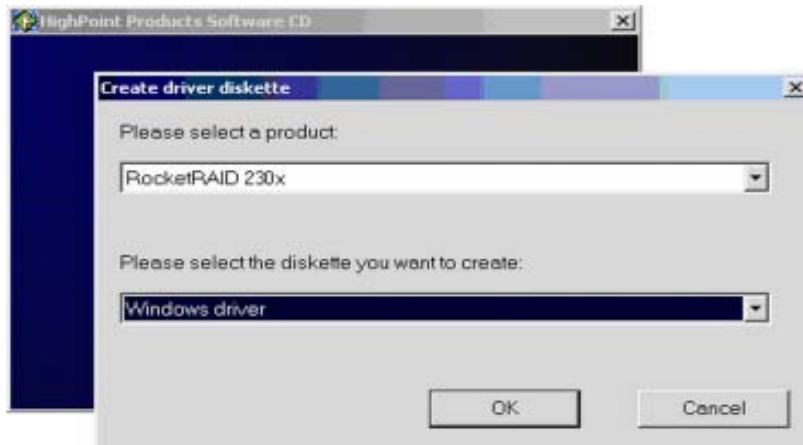 HighPoint Products Software CD
Create driver diskette
Please select a product:
RocketRAID 230x
Please select the diskette you want to create:
Windows driver
OK
Cancel